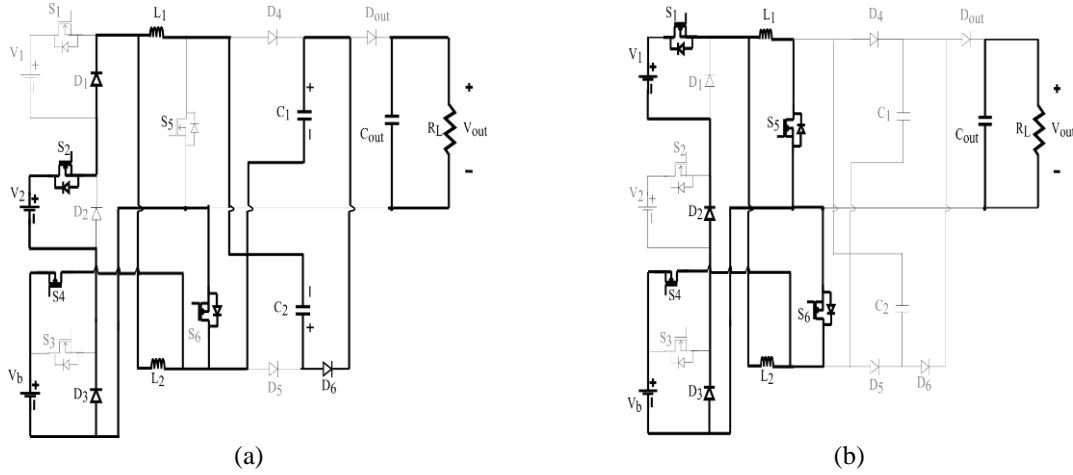 S1 L1 D4 Dout
V1 + −
D1
S5
+ C1 −
Cout
RL
+ Vout −
S2
V2 + −
D2
S4
S3
S6
− C2 +
Vb + −
D3
L2
D5 D6
(a)
S1 L1 D4 Dout
V1 + −
D1
S5
C1
Cout
RL
+ Vout −
S2
V2 + −
D2
S4
S3
S6
C2
Vb + −
D3
L2
D5 D6
(b)